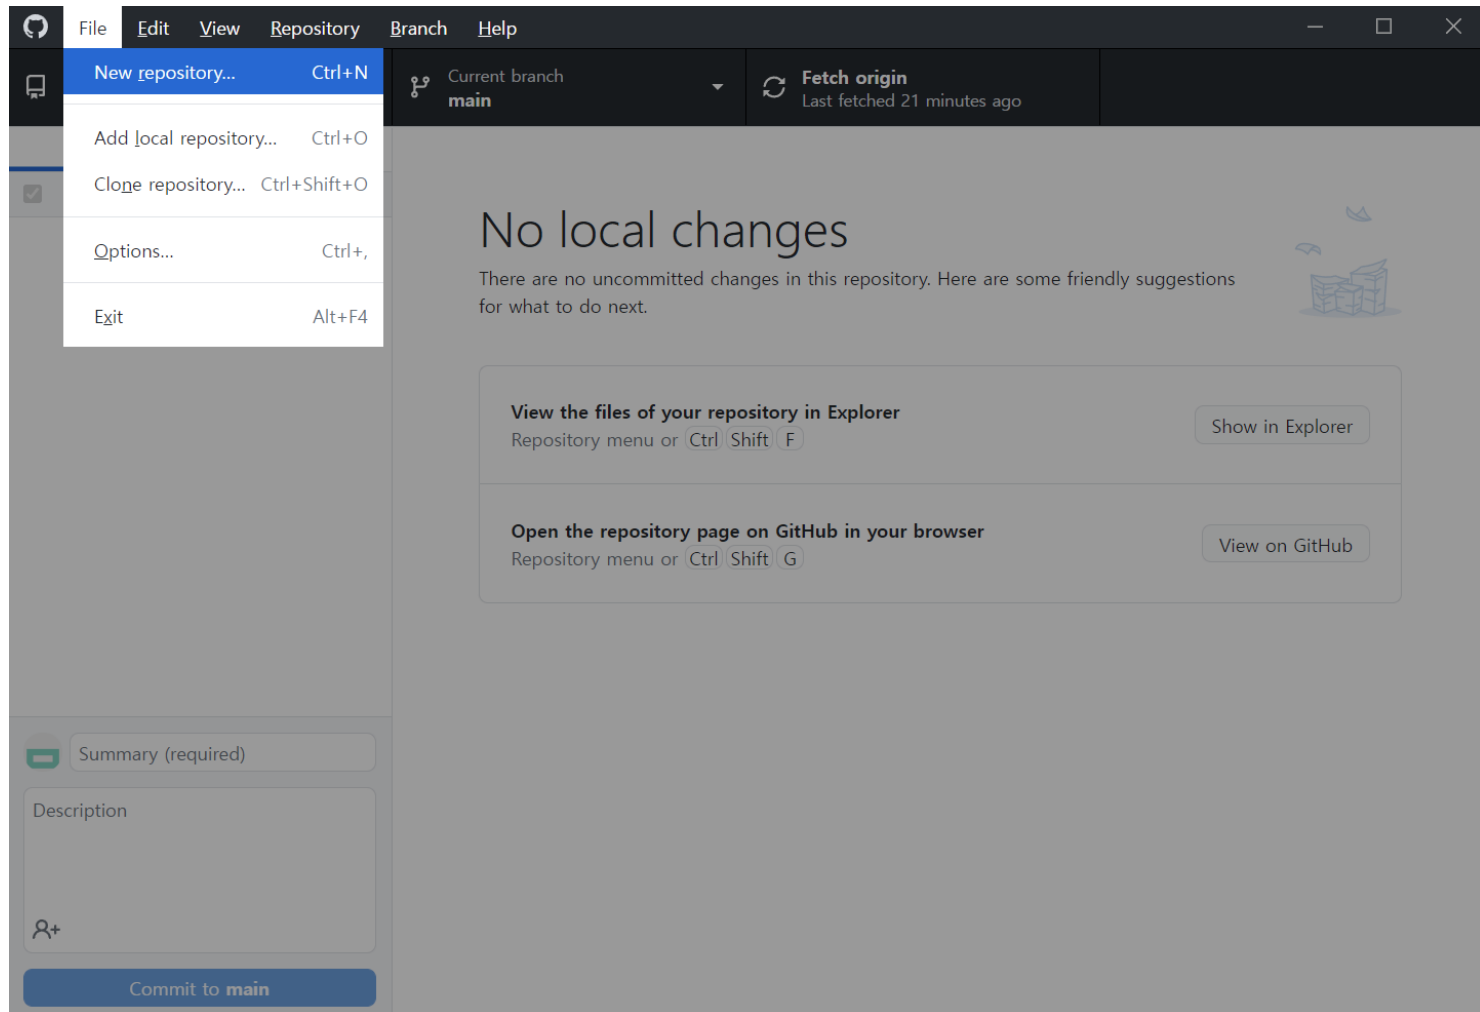 File Edit View Repository Branch Help
New repository... Ctrl+N
Add local repository... Ctrl+O
Clone repository... Ctrl+Shift+O
Options... Ctrl+,
Exit Alt+F4
Current branch
main
Fetch origin
Last fetched 21 minutes ago
No local changes
There are no uncommitted changes in this repository. Here are some friendly suggestions
for what to do next.
View the files of your repository in Explorer
Repository menu or Ctrl Shift F
Show in Explorer
Open the repository page on GitHub in your browser
Repository menu or Ctrl Shift G
View on GitHub
Summary (required)
Description
Commit to main